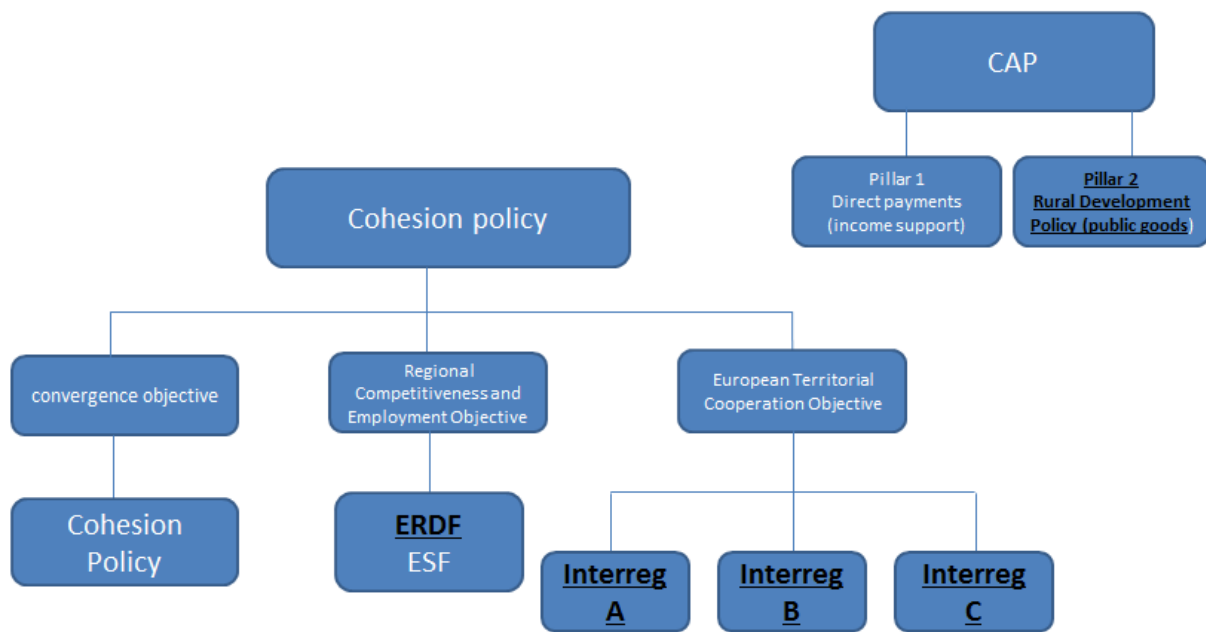 CAP
Pillar 1
Direct payments
(income support)
Pillar 2
Rural Development
Policy (public goods)
Cohesion policy
convergence objective
Regional
Competitiveness and
Employment Objective
European Territorial
Cooperation Objective
Cohesion
Policy
ERDF
ESF
Interreg
A
Interreg
B
Interreg
C